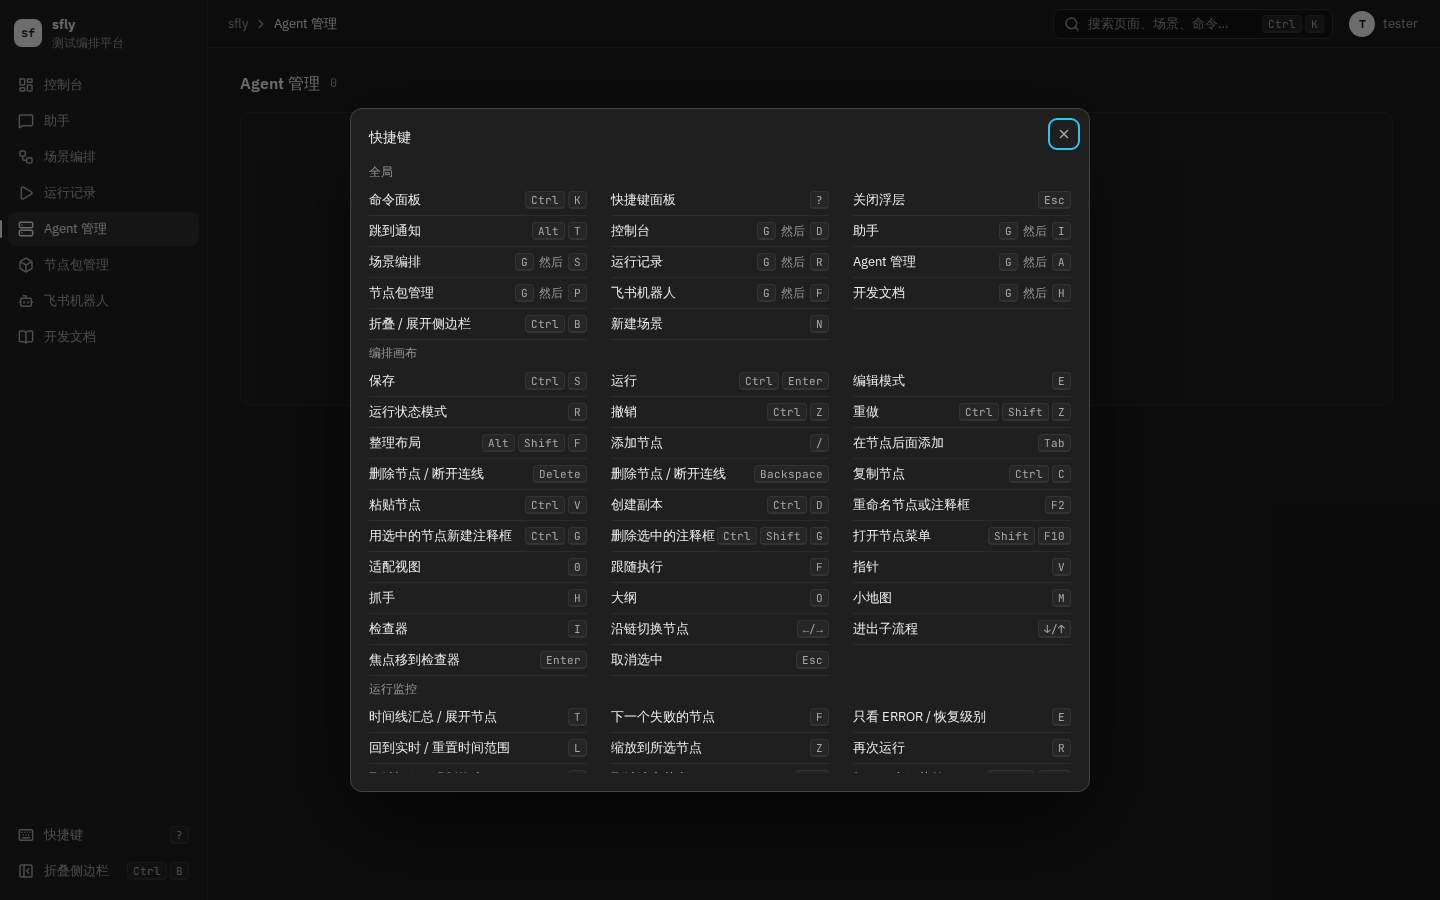 sf
sfly
测试编排平台
控制台
助手
场景编排
运行记录
Agent 管理
节点包管理
飞书机器人
开发文档
快捷键 ?
折叠侧边栏 Ctrl B
sfly > Agent 管理
搜索页面、场景、命令… Ctrl K
T tester
Agent 管理 0
快捷键
全局
命令面板 Ctrl K 快捷键面板 ? 关闭浮层 Esc
跳到通知 Alt T 控制台 G 然后 D 助手 G 然后 I
场景编排 G 然后 S 运行记录 G 然后 R Agent 管理 G 然后 A
节点包管理 G 然后 P 飞书机器人 G 然后 F 开发文档 G 然后 H
折叠 / 展开侧边栏 Ctrl B 新建场景 N
编排画布
保存 Ctrl S 运行 Ctrl Enter 编辑模式 E
运行状态模式 R 撤销 Ctrl Z 重做 Ctrl Shift Z
整理布局 Alt Shift F 添加节点 / 在节点后面添加 Tab
删除节点 / 断开连线 Delete 删除节点 / 断开连线 Backspace 复制节点 Ctrl C
粘贴节点 Ctrl V 创建副本 Ctrl D 重命名节点或注释框 F2
用选中的节点新建注释框 Ctrl G 删除选中的注释框 Ctrl Shift G 打开节点菜单 Shift F10
适配视图 0 跟随执行 F 指针 V
抓手 H 大纲 O 小地图 M
检查器 I 沿链切换节点 ←/→ 进出子流程 ↓/↑
焦点移到检查器 Enter 取消选中 Esc
运行监控
时间线汇总 / 展开节点 T 下一个失败的节点 F 只看 ERROR / 恢复级别 E
回到实时 / 重置时间范围 L 缩放到所选节点 Z 再次运行 R